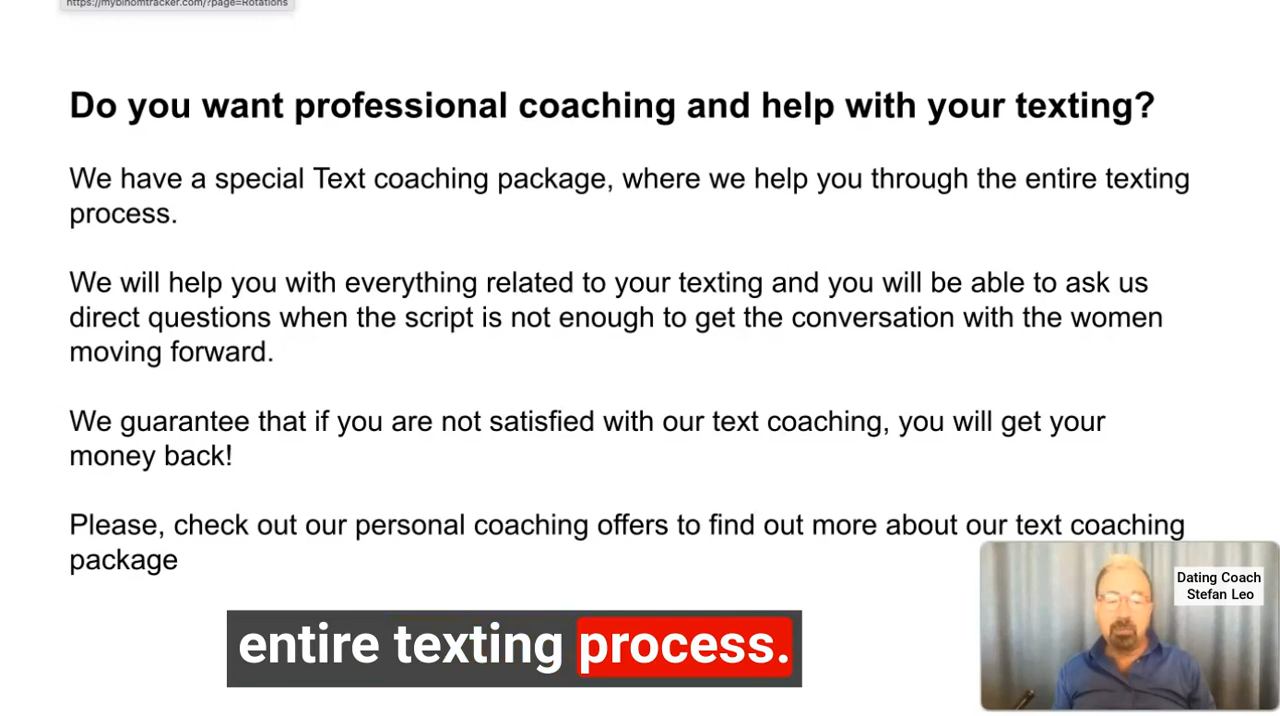 https://mybinomtracker.com/?page=Rotations
Do you want professional coaching and help with your texting?
We have a special Text coaching package, where we help you through the entire texting
process.
We will help you with everything related to your texting and you will be able to ask us
direct questions when the script is not enough to get the conversation with the women
moving forward.
We guarantee that if you are not satisfied with our text coaching, you will get your
money back!
Please, check out our personal coaching offers to find out more about our text coaching
package
Dating Coach
Stefan Leo
entire texting process.